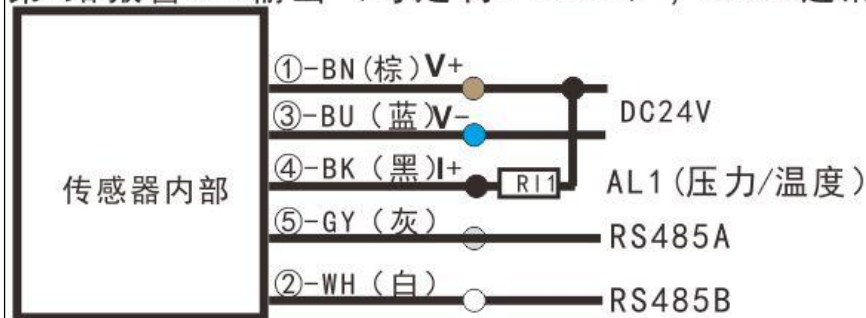 ①-BN(棕)V+
③-BU(蓝)V-
DC24V
④-BK(黑)I+
RI1
AL1(压力/温度)
传感器内部
⑤-GY(灰)
RS485A
②-WH(白)
RS485B